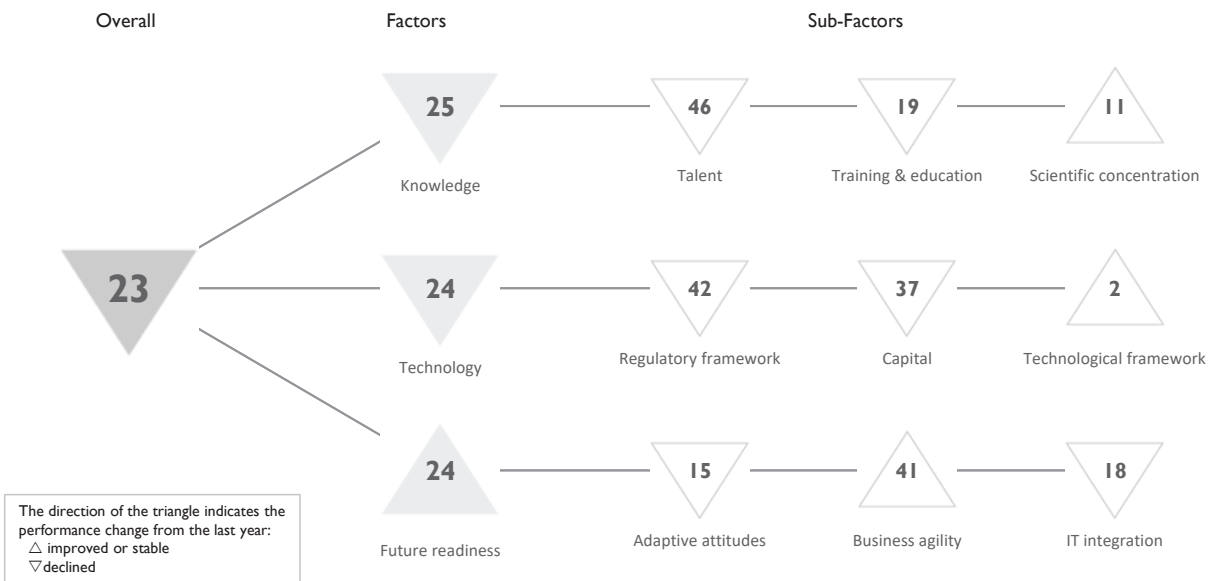 Overall
Factors
Sub-Factors
25
46
19
11
Knowledge
Talent
Training & education
Scientific concentration
23
24
42
37
2
Technology
Regulatory framework
Capital
Technological framework
24
15
41
18
Future readiness
Adaptive attitudes
Business agility
IT integration
The direction of the triangle indicates the
performance change from the last year:
△ improved or stable
▽declined